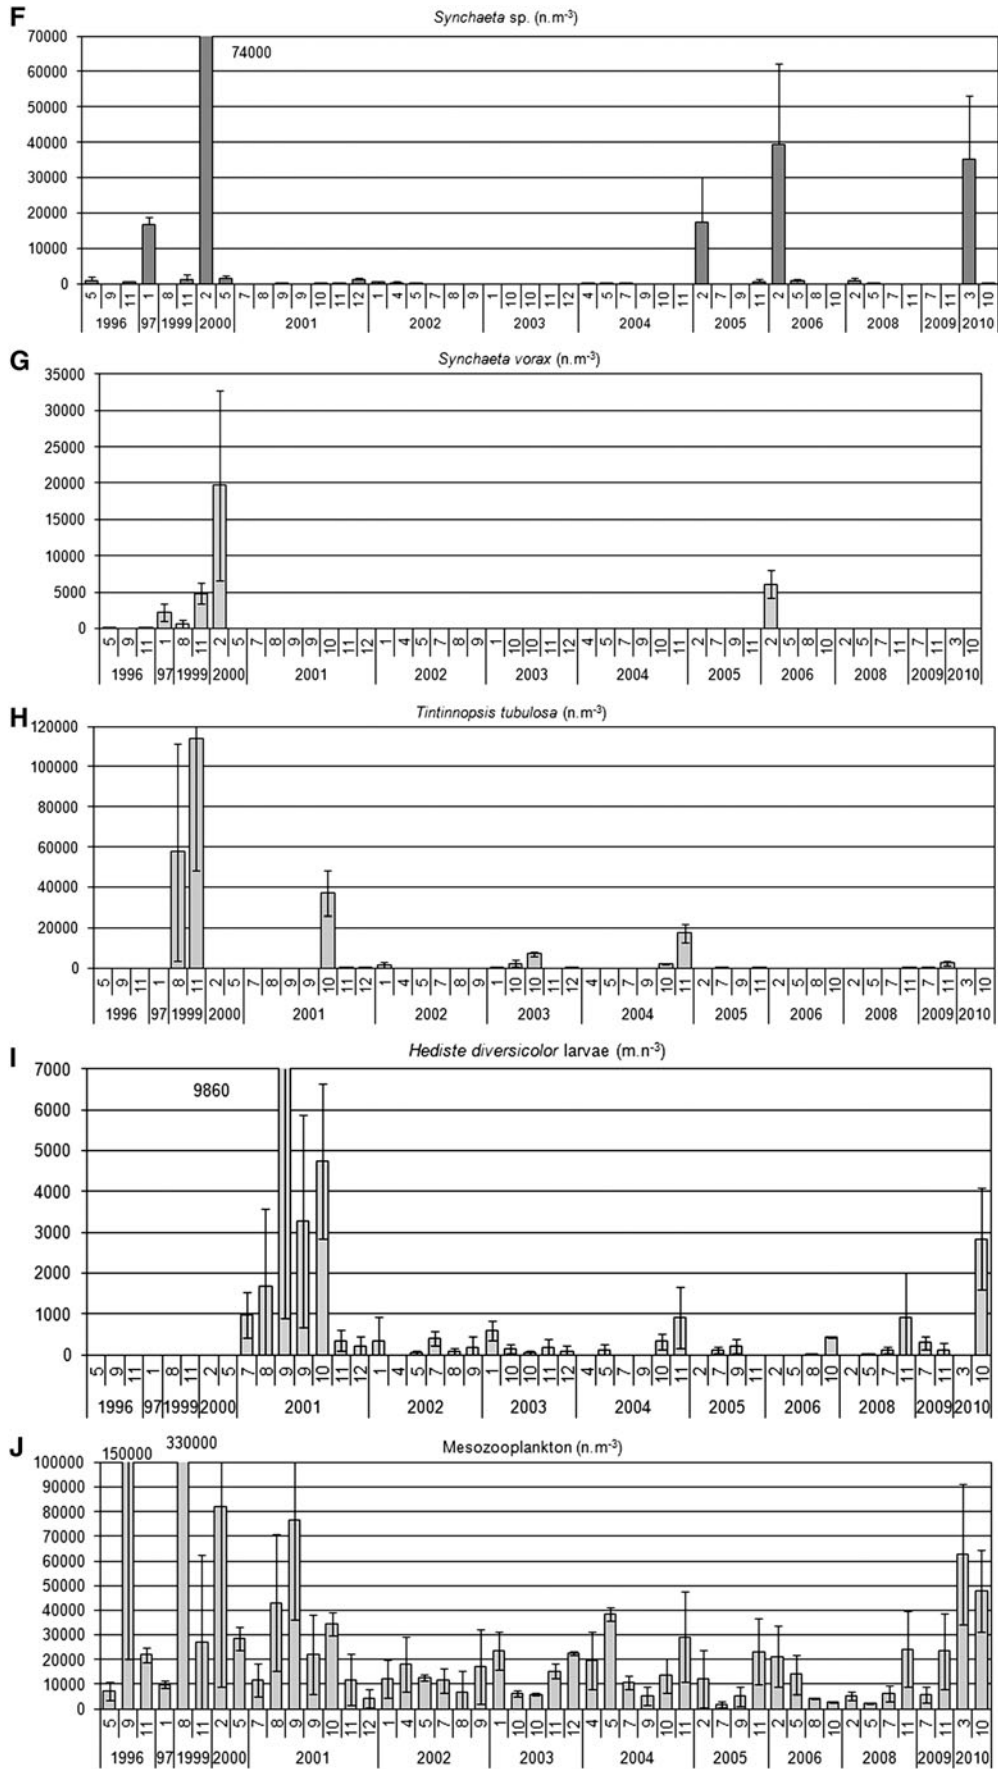 F
Synchaeta sp. (n.m-3)
70000
74000
60000
50000
40000
30000
20000
10000
0
5 9 11 1 8 11 2 5 7 8 9 9 10 11 12 1 4 5 7 8 9 1 10 10 11 12 4 5 7 9 10 11 2 7 9 11 2 5 8 10 2 5 7 11 7 11 3 10
1996 97 1999 2000 2001 2002 2003 2004 2005 2006 2008 2009 2010
G
Synchaeta vorax (n.m-3)
35000
30000
25000
20000
15000
10000
5000
0
5 9 11 1 8 11 2 5 7 8 9 9 10 11 12 1 4 5 7 8 9 1 10 10 11 12 4 5 7 9 10 11 2 7 9 11 2 5 8 10 2 5 7 11 7 11 3 10
1996 97 1999 2000 2001 2002 2003 2004 2005 2006 2008 2009 2010
H
Tintinnopsis tubulosa (n.m-3)
120000
100000
80000
60000
40000
20000
0
5 9 11 1 8 11 2 5 7 8 9 9 10 11 12 1 4 5 7 8 9 1 10 10 11 12 4 5 7 9 10 11 2 7 9 11 2 5 8 10 2 5 7 11 7 11 3 10
1996 97 1999 2000 2001 2002 2003 2004 2005 2006 2008 2009 2010
I
Hediste diversicolor larvae (m.n-3)
7000
9860
6000
5000
4000
3000
2000
1000
0
5 9 11 1 8 11 2 5 7 8 9 9 10 11 12 1 4 5 7 8 9 1 10 10 11 12 4 5 7 9 10 11 2 7 9 11 2 5 8 10 2 5 7 11 7 11 3 10
1996 97 1999 2000 2001 2002 2003 2004 2005 2006 2008 2009 2010
J
Mesozooplankton (n.m-3)
150000
330000
100000
90000
80000
70000
60000
50000
40000
30000
20000
10000
0
5 9 11 1 8 11 2 5 7 8 9 9 10 11 12 1 4 5 7 8 9 1 10 10 11 12 4 5 7 9 10 11 2 7 9 11 2 5 8 10 2 5 7 11 7 11 3 10
1996 97 1999 2000 2001 2002 2003 2004 2005 2006 2008 2009 2010